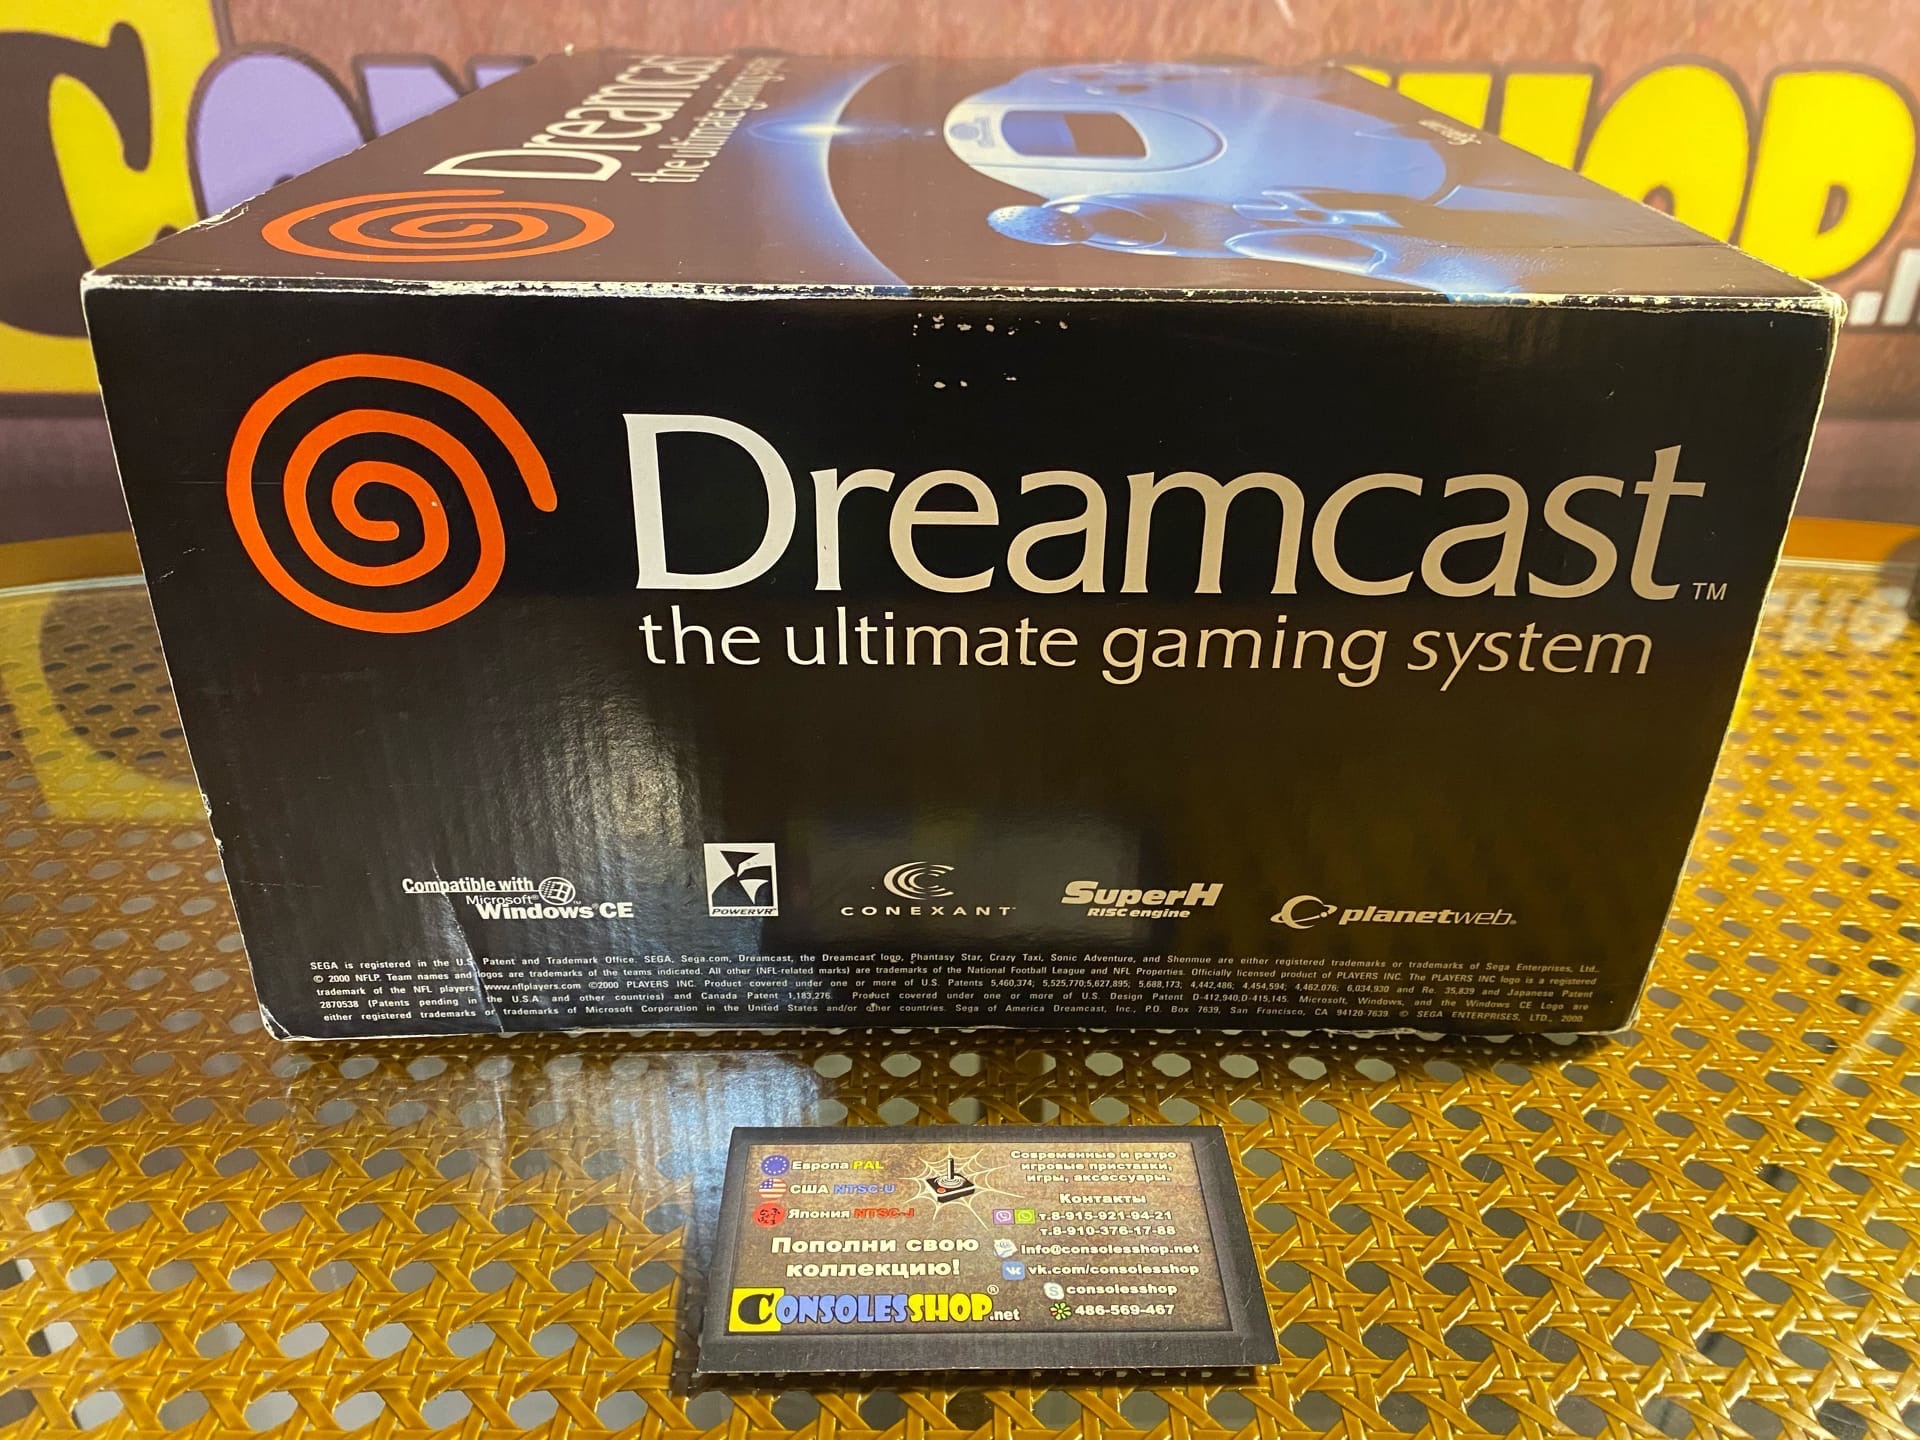 Dreamcast
the ultimate gaming system
Dreamcast™
the ultimate gaming system
Compatible with
Microsoft®
Windows®CE
POWERVR
CONEXANT™
SuperH
RISC engine
planetweb®
SEGA is registered in the U.S. Patent and Trademark Office. SEGA, Sega.com, Dreamcast, the Dreamcast logo, Phantasy Star, Crazy Taxi, Sonic Adventure, and Shenmue are either registered trademarks or trademarks of Sega Enterprises, Ltd.
© 2000 NFLP. Team names and logos are trademarks of the teams indicated. All other (NFL-related marks) are trademarks of the National Football League and NFL Properties. Officially licensed product of PLAYERS INC. The PLAYERS INC logo is a registered
trademark of the NFL players. www.nflplayers.com ©2000 PLAYERS INC. Product covered under one or more of U.S. Patents 5,460,374; 5,525,770;5,627,895; 5,688,173; 4,442,486; 4,454,594; 4,462,076; 6,034,930 and Re. 35,839 and Japanese Patent
2870538 (Patents pending in the U.S.A. and other countries) and Canada Patent 1,183,276. Product covered under one or more of U.S. Design Patent D-412,940;D-415,145. Microsoft, Windows, and the Windows CE Logo are
either registered trademarks or trademarks of Microsoft Corporation in the United States and/or other countries. Sega of America Dreamcast, Inc., P.O. Box 7639, San Francisco, CA 94120-7639. © SEGA ENTERPRISES, LTD., 2000.
Европа PAL
США NTSC-U
Япония NTSC-J
Пополни свою
коллекцию!
CONSOLESSHOP®.net
Современные и ретро
игровые приставки,
игры, аксессуары.
Контакты
т.8-915-921-94-21
т.8-910-376-17-88
info@consolesshop.net
vk.com/consolesshop
consolesshop
486-569-467